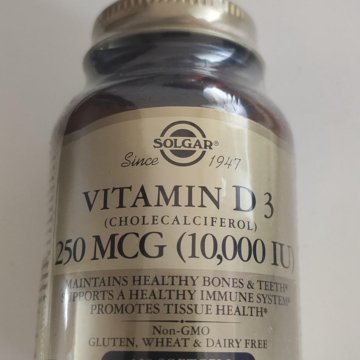 SOLGAR®
Since 1947
VITAMIN D3
(CHOLECALCIFEROL)
250 MCG (10,000 IU)
MAINTAINS HEALTHY BONES & TEETH*
SUPPORTS A HEALTHY IMMUNE SYSTEM*
PROMOTES TISSUE HEALTH*
Non-GMO
GLUTEN, WHEAT & DAIRY FREE